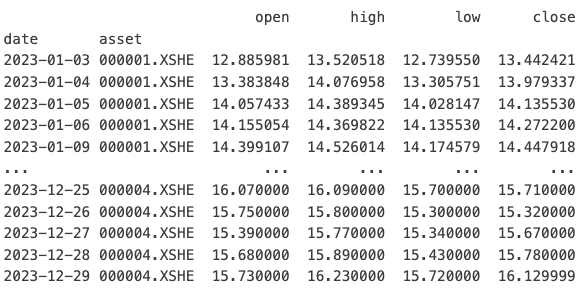 open high low close
date asset
2023-01-03 000001.XSHE 12.885981 13.520518 12.739550 13.442421
2023-01-04 000001.XSHE 13.383848 14.076958 13.305751 13.979337
2023-01-05 000001.XSHE 14.057433 14.389345 14.028147 14.135530
2023-01-06 000001.XSHE 14.155054 14.369822 14.135530 14.272200
2023-01-09 000001.XSHE 14.399107 14.526014 14.174579 14.447918
... ... ... ... ...
2023-12-25 000004.XSHE 16.070000 16.090000 15.700000 15.710000
2023-12-26 000004.XSHE 15.750000 15.800000 15.300000 15.320000
2023-12-27 000004.XSHE 15.390000 15.770000 15.340000 15.670000
2023-12-28 000004.XSHE 15.680000 15.890000 15.430000 15.780000
2023-12-29 000004.XSHE 15.730000 16.230000 15.720000 16.129999